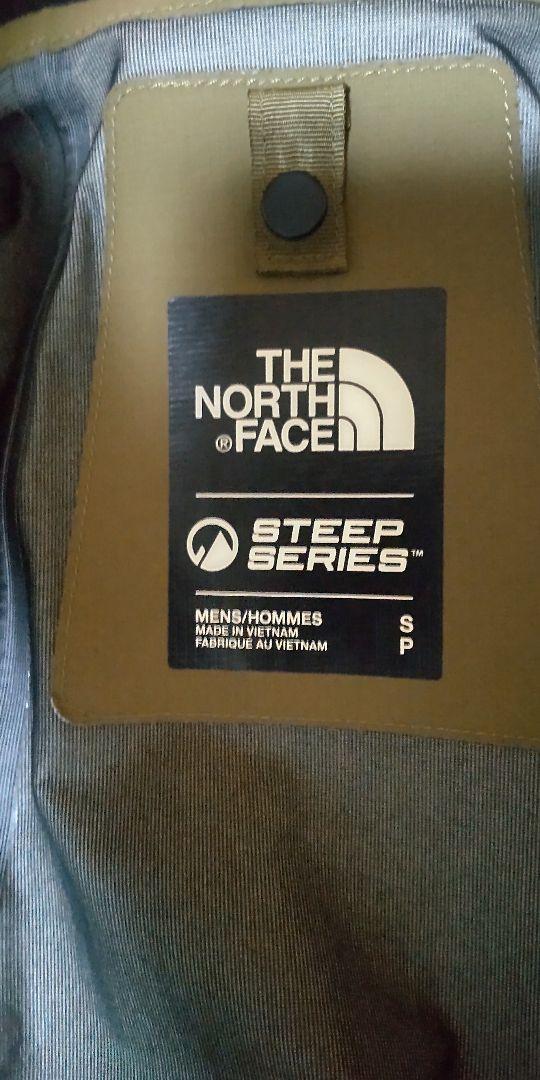 THE
NORTH
®FACE
STEEP
SERIES™
MENS/HOMMES S
MADE IN VIETNAM
FABRIQUÉ AU VIETNAM P